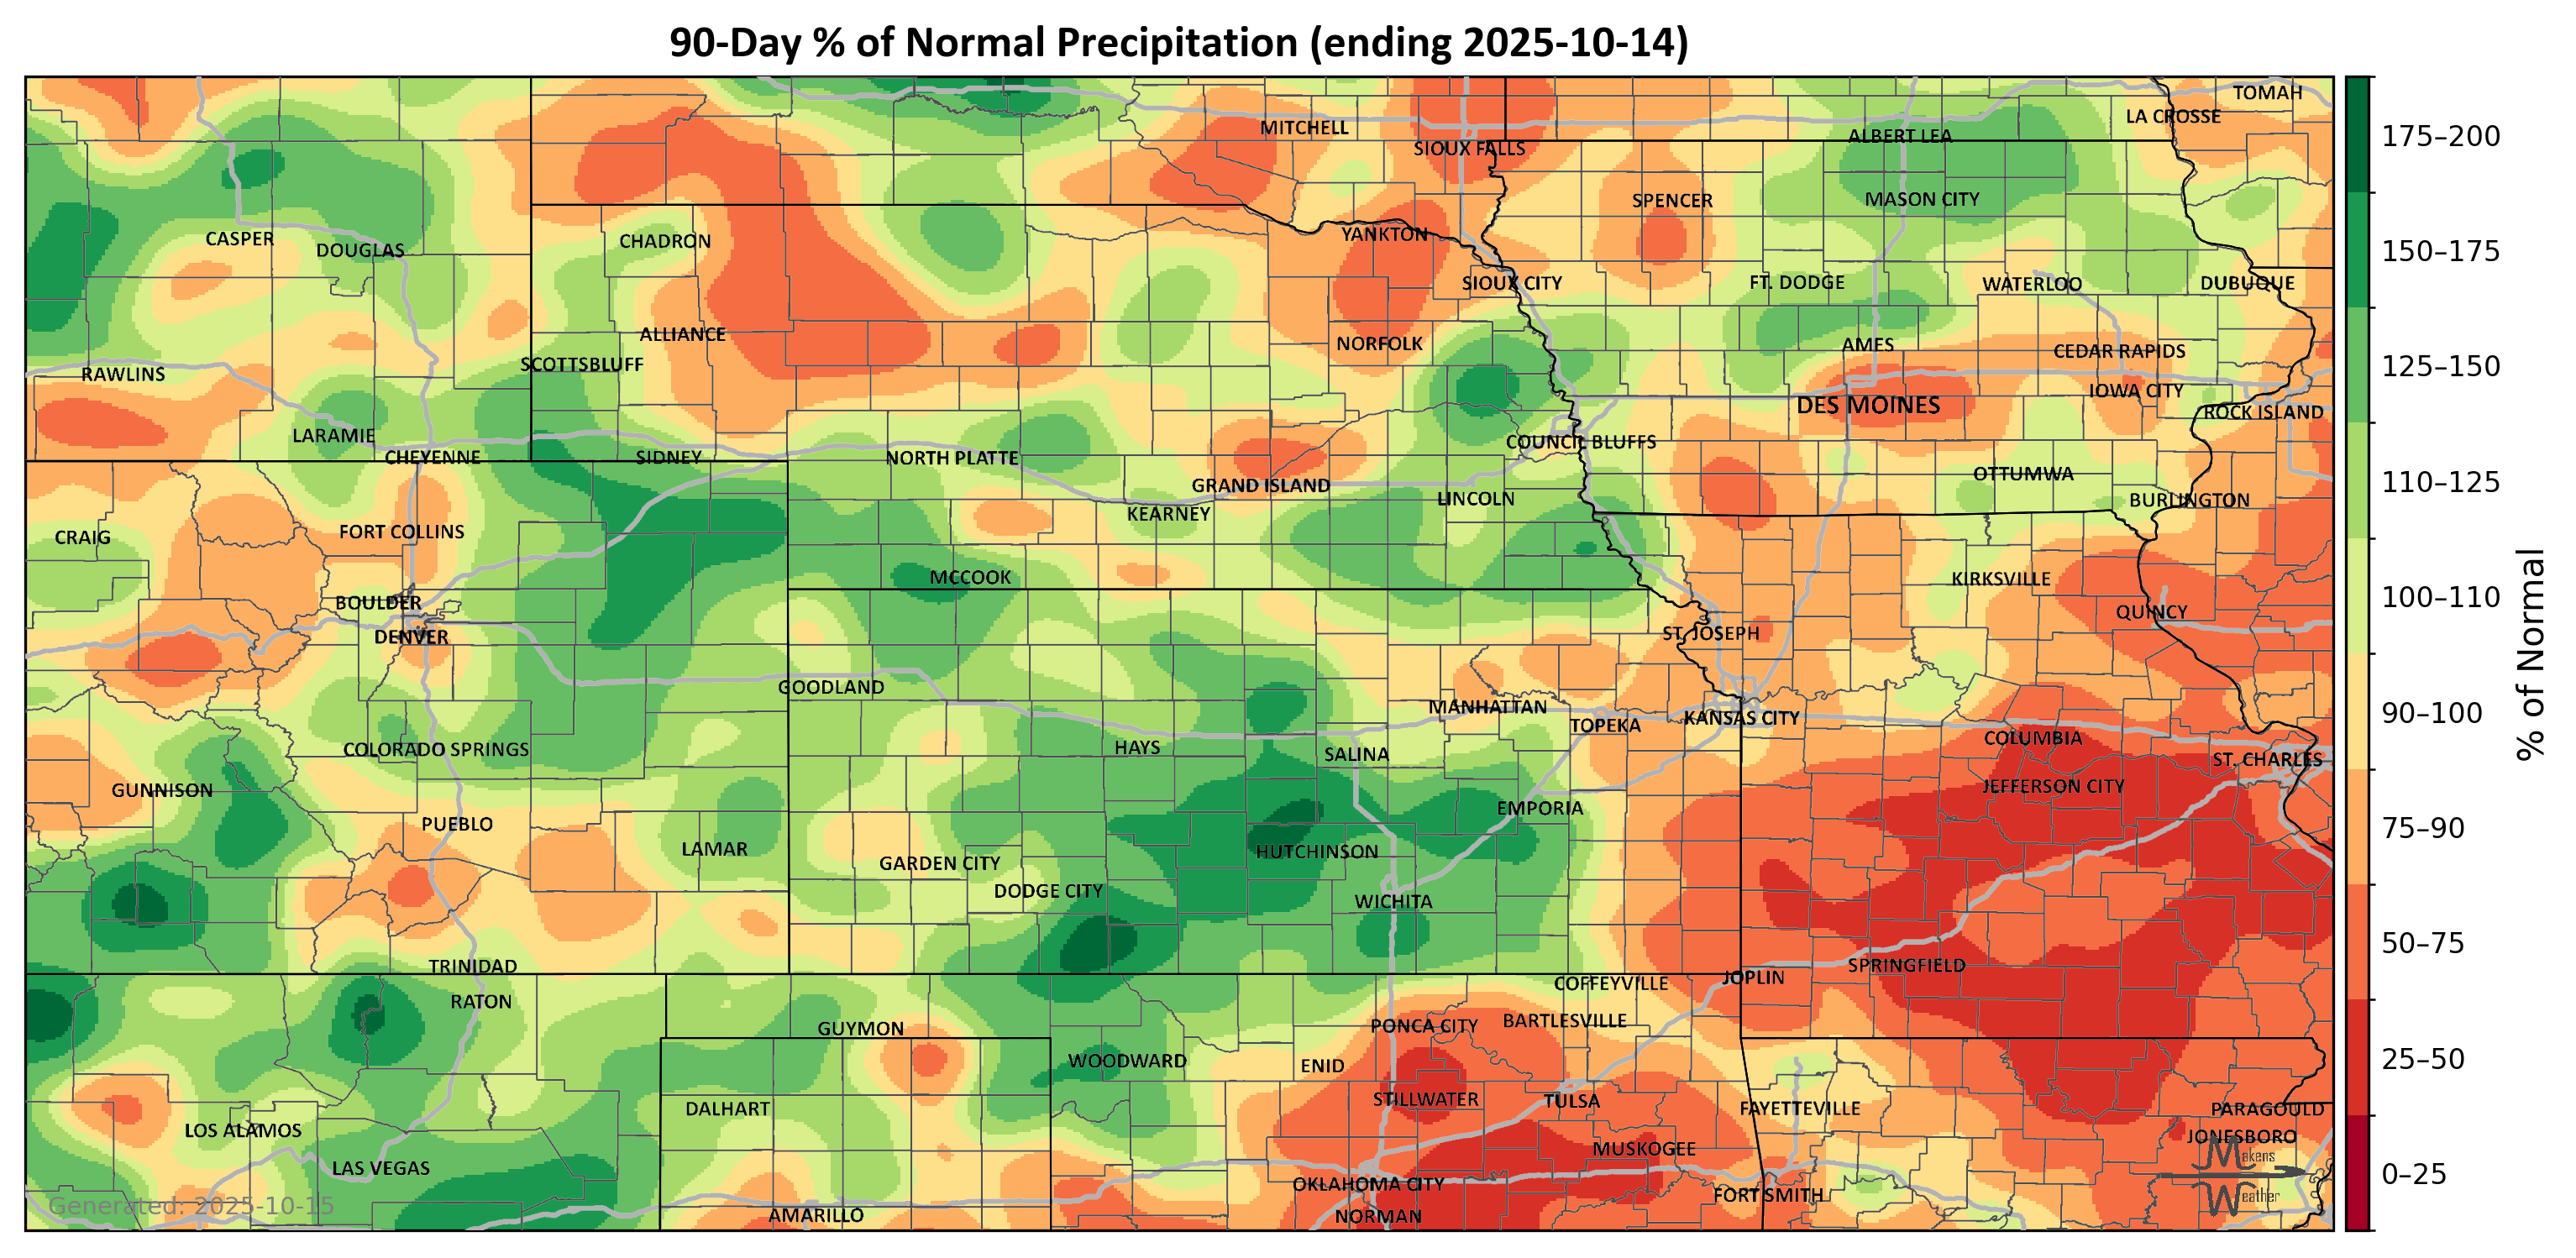 90-Day % of Normal Precipitation (ending 2025-10-14)
TOMAH
LA CROSSE
MITCHELL
ALBERT LEA
SIOUX FALLS
SPENCER
MASON CITY
CASPER
DOUGLAS
CHADRON
YANKTON
SIOUX CITY
FT. DODGE
WATERLOO
DUBUQUE
ALLIANCE
NORFOLK
AMES
CEDAR RAPIDS
RAWLINS
SCOTTSBLUFF
IOWA CITY
DES MOINES
ROCK ISLAND
LARAMIE
COUNCIL BLUFFS
CHEYENNE
SIDNEY
NORTH PLATTE
OTTUMWA
GRAND ISLAND
LINCOLN
BURLINGTON
KEARNEY
CRAIG
FORT COLLINS
MCCOOK
KIRKSVILLE
BOULDER
QUINCY
DENVER
ST. JOSEPH
GOODLAND
MANHATTAN
TOPEKA
KANSAS CITY
COLUMBIA
COLORADO SPRINGS
HAYS
SALINA
ST. CHARLES
GUNNISON
JEFFERSON CITY
EMPORIA
PUEBLO
LAMAR
HUTCHINSON
GARDEN CITY
DODGE CITY
WICHITA
TRINIDAD
SPRINGFIELD
JOPLIN
COFFEYVILLE
RATON
GUYMON
PONCA CITY
BARTLESVILLE
WOODWARD
ENID
STILLWATER
TULSA
DALHART
FAYETTEVILLE
PARAGOULD
LOS ALAMOS
JONESBORO
MUSKOGEE
LAS VEGAS
OKLAHOMA CITY
FORT SMITH
AMARILLO
NORMAN
Generated: 2025-10-15
Makens
Weather
175–200
150–175
125–150
110–125
100–110
90–100
75–90
50–75
25–50
0–25
% of Normal